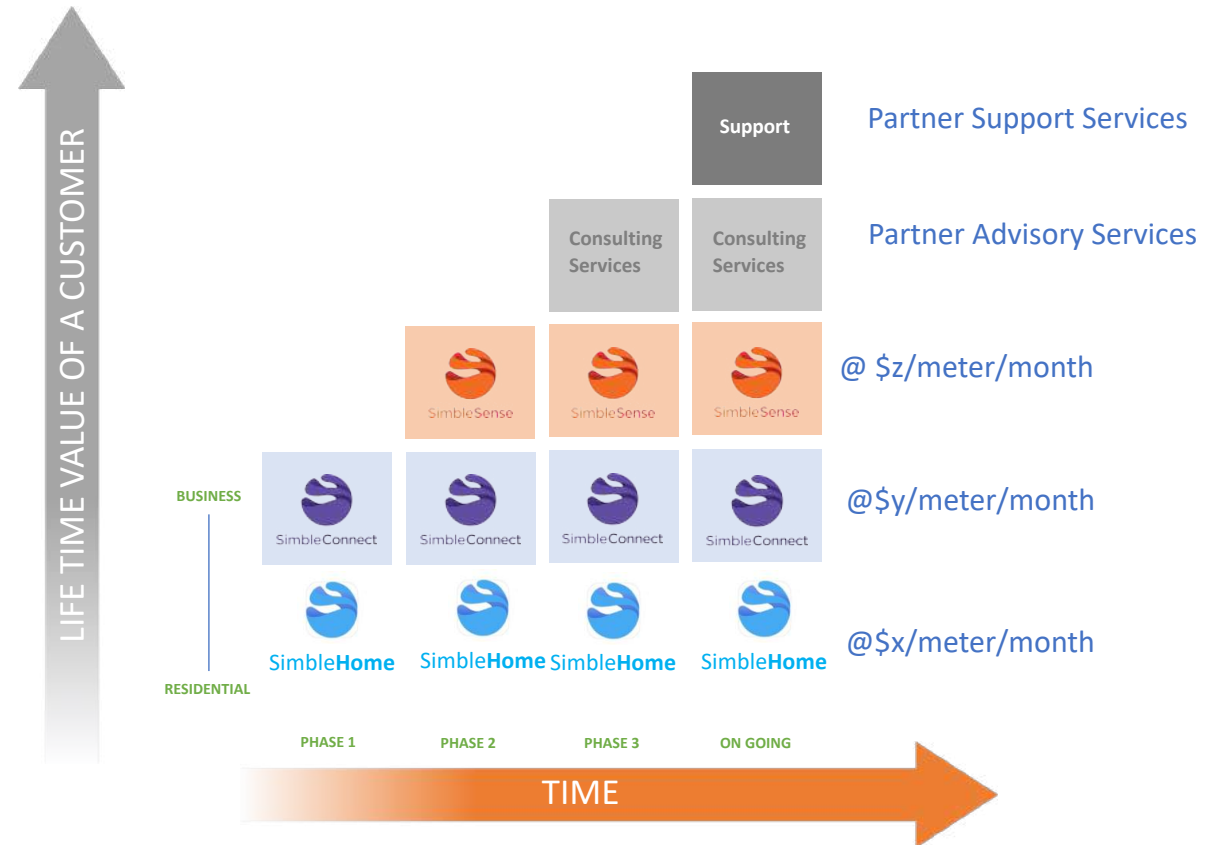 LIFE TIME VALUE OF A CUSTOMER
Support
Partner Support Services
Consulting
Services
Consulting
Services
Partner Advisory Services
SimbleSense
SimbleSense
SimbleSense
@ $z/meter/month
BUSINESS
SimbleConnect
SimbleConnect
SimbleConnect
SimbleConnect
@$y/meter/month
SimbleHome
SimbleHome
SimbleHome
SimbleHome
@$x/meter/month
RESIDENTIAL
PHASE 1
PHASE 2
PHASE 3
ON GOING
TIME